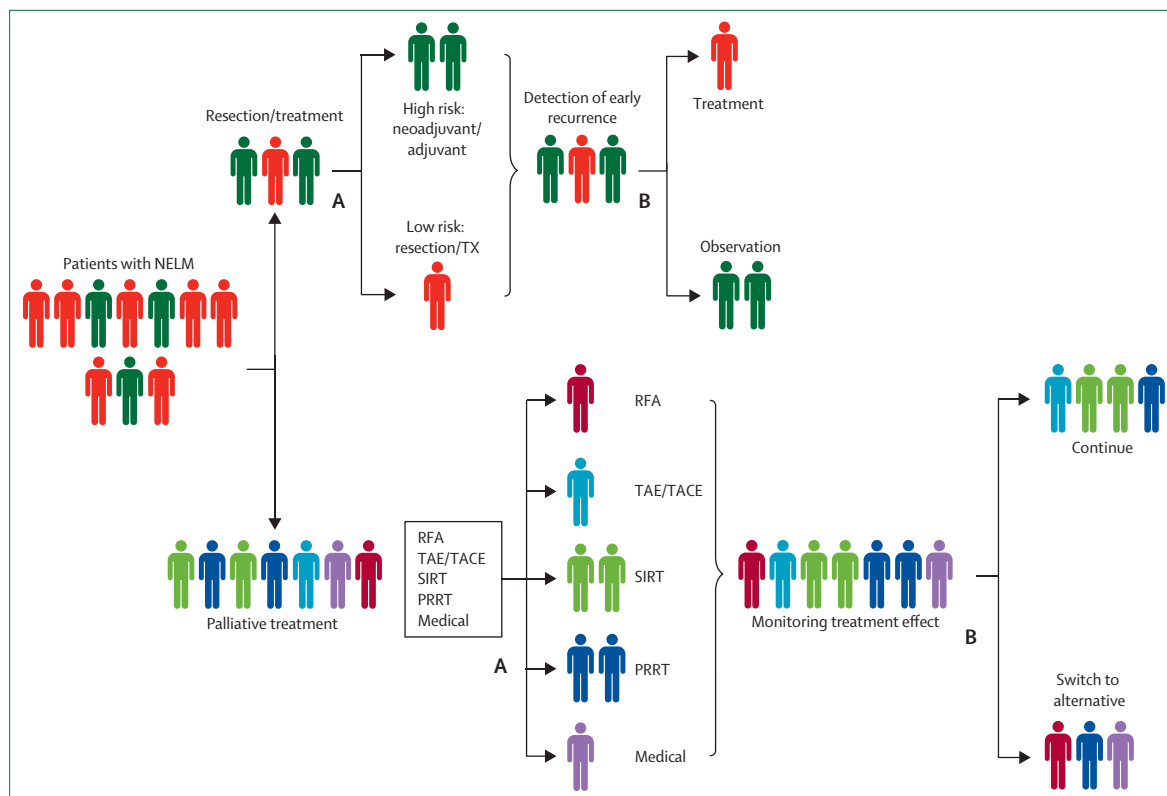 Resection/treatment
A
High risk:
neoadjuvant/
adjuvant
Low risk:
resection/TX
Detection of early
recurrence
B
Treatment
Observation
Patients with NELM
Palliative treatment
RFA
TAE/TACE
SIRT
PRRT
Medical
A
RFA
TAE/TACE
SIRT
PRRT
Medical
Monitoring treatment effect
B
Continue
Switch to
alternative